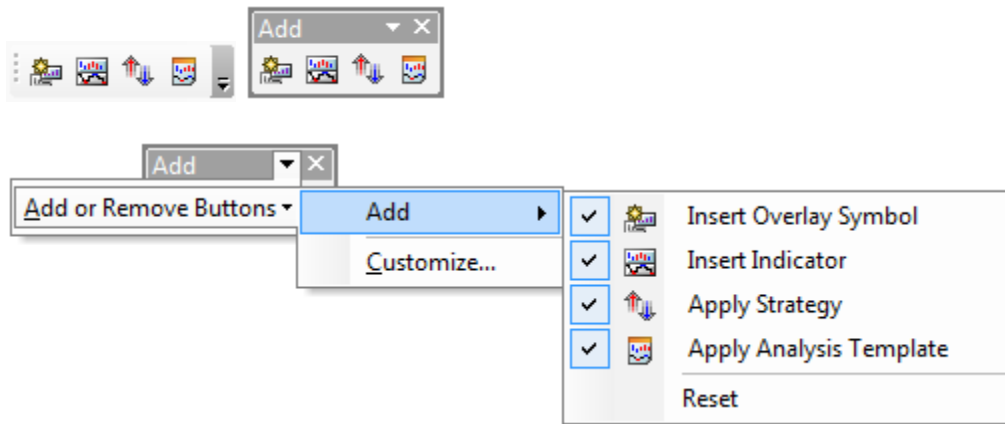 Add
Add
Add or Remove Buttons
Add
Customize...
Insert Overlay Symbol
Insert Indicator
Apply Strategy
Apply Analysis Template
Reset